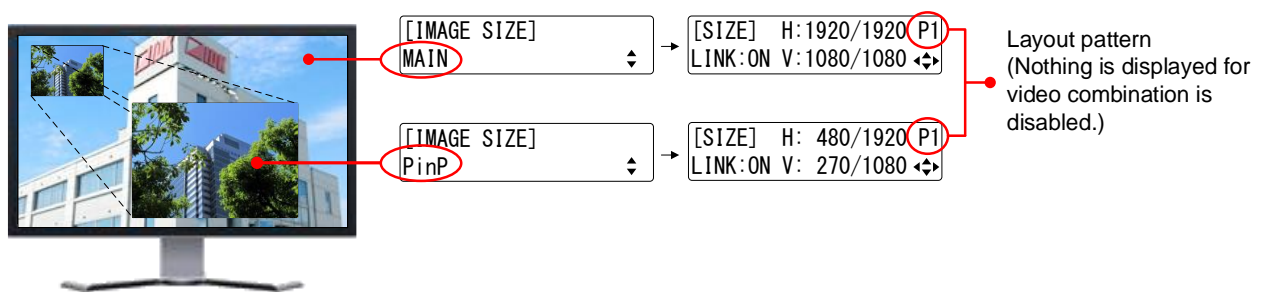 [IMAGE SIZE]
MAIN
[SIZE] H:1920/1920 P1
LINK:ON V:1080/1080
Layout pattern
(Nothing is displayed for
video combination is
disabled.)
[IMAGE SIZE]
PinP
[SIZE] H: 480/1920 P1
LINK:ON V: 270/1080